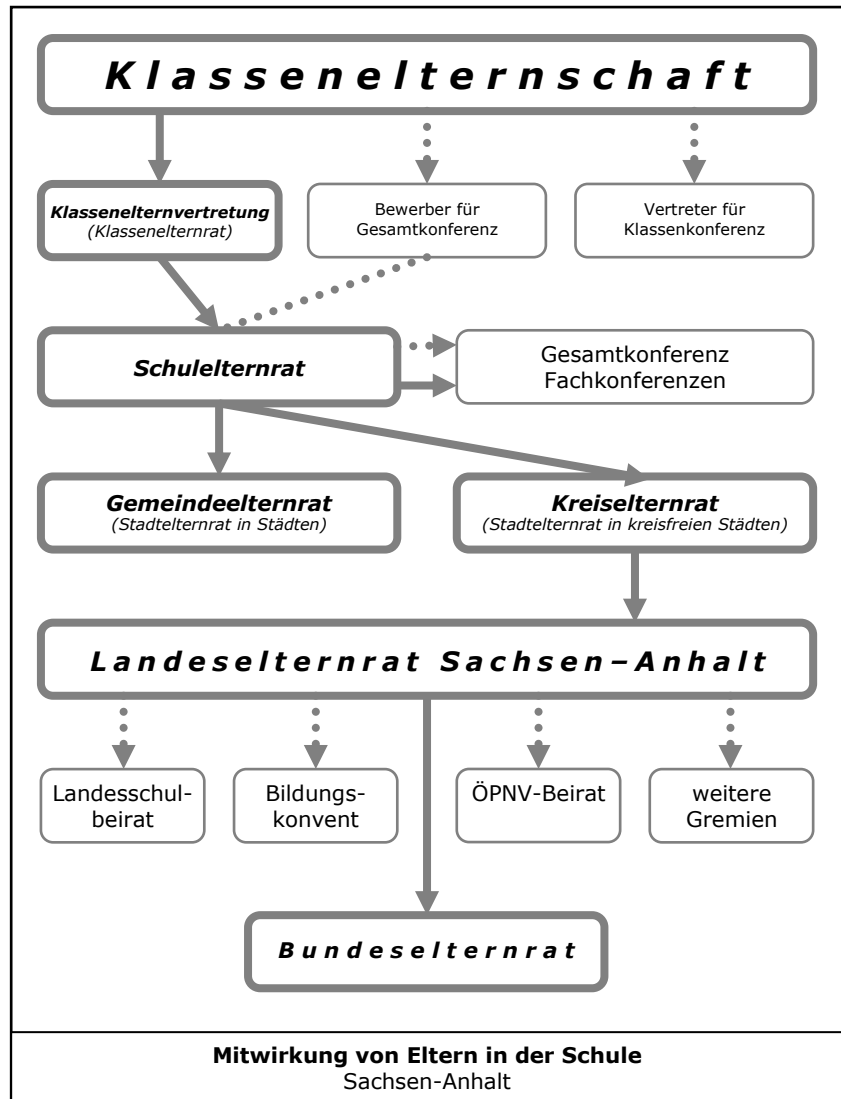 Klassenelternschaft
Klassenelternvertretung
(Klassenelternrat)
Bewerber für
Gesamtkonferenz
Vertreter für
Klassenkonferenz
Schulelternrat
Gesamtkonferenz
Fachkonferenzen
Gemeindeelternrat
(Stadtelternrat in Städten)
Kreiselternrat
(Stadtelternrat in kreisfreien Städten)
Landeselternrat Sachsen–Anhalt
Landesschul-
beirat
Bildungs-
konvent
ÖPNV-Beirat
weitere
Gremien
Bundeselternrat
Mitwirkung von Eltern in der Schule
Sachsen-Anhalt